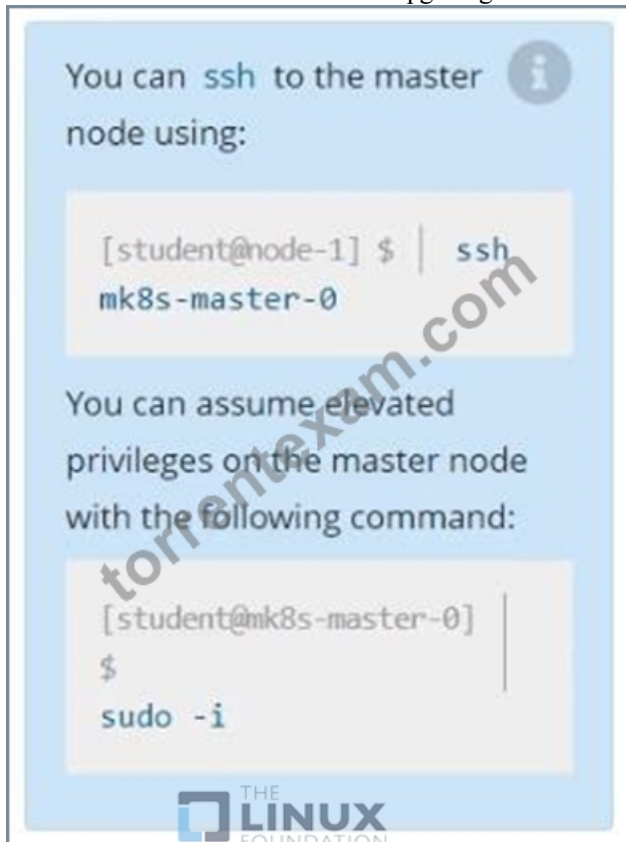 You can ssh to the master
node using:
[student@node-1] $ | ssh
mk8s-master-0
You can assume elevated
privileges on the master node
with the following command:
[student@mk8s-master-0]
$
sudo -i
torrentexam.com
THE
LINUX
FOUNDATION